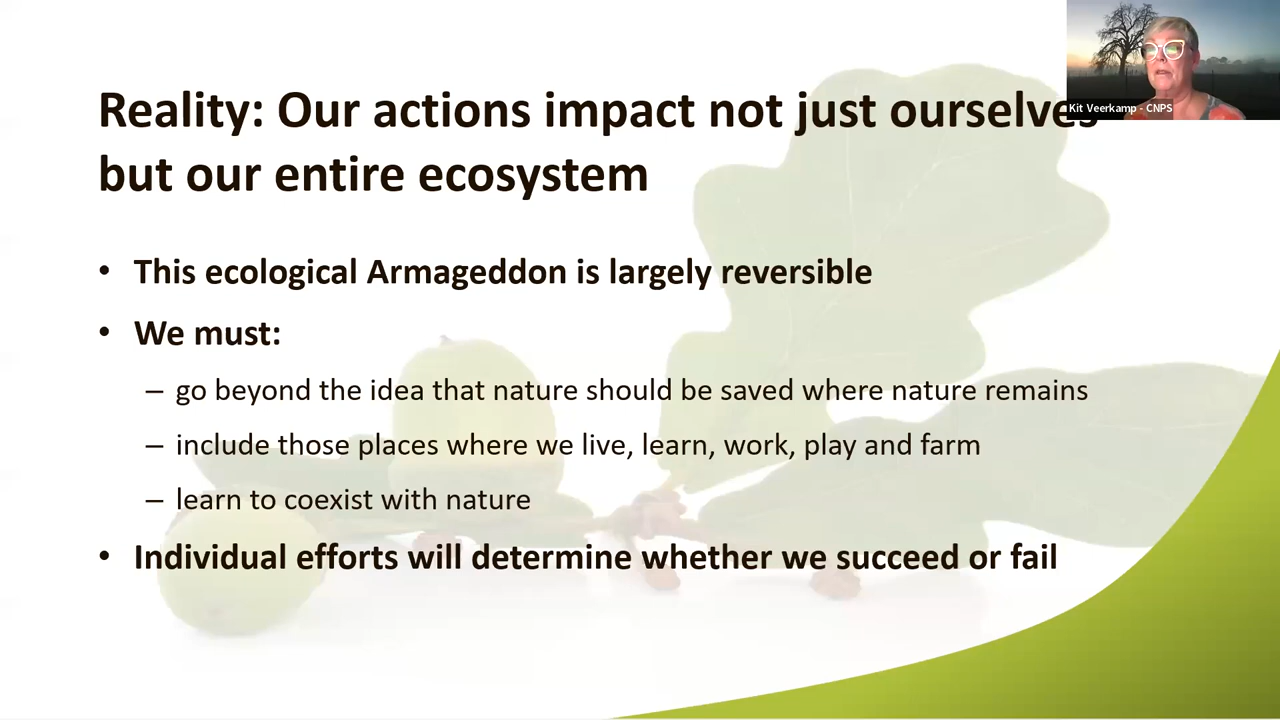 Reality: Our actions impact not just ourselves
but our entire ecosystem
Kit Veerkamp - CNPS
• This ecological Armageddon is largely reversible
• We must:
– go beyond the idea that nature should be saved where nature remains
– include those places where we live, learn, work, play and farm
– learn to coexist with nature
• Individual efforts will determine whether we succeed or fail